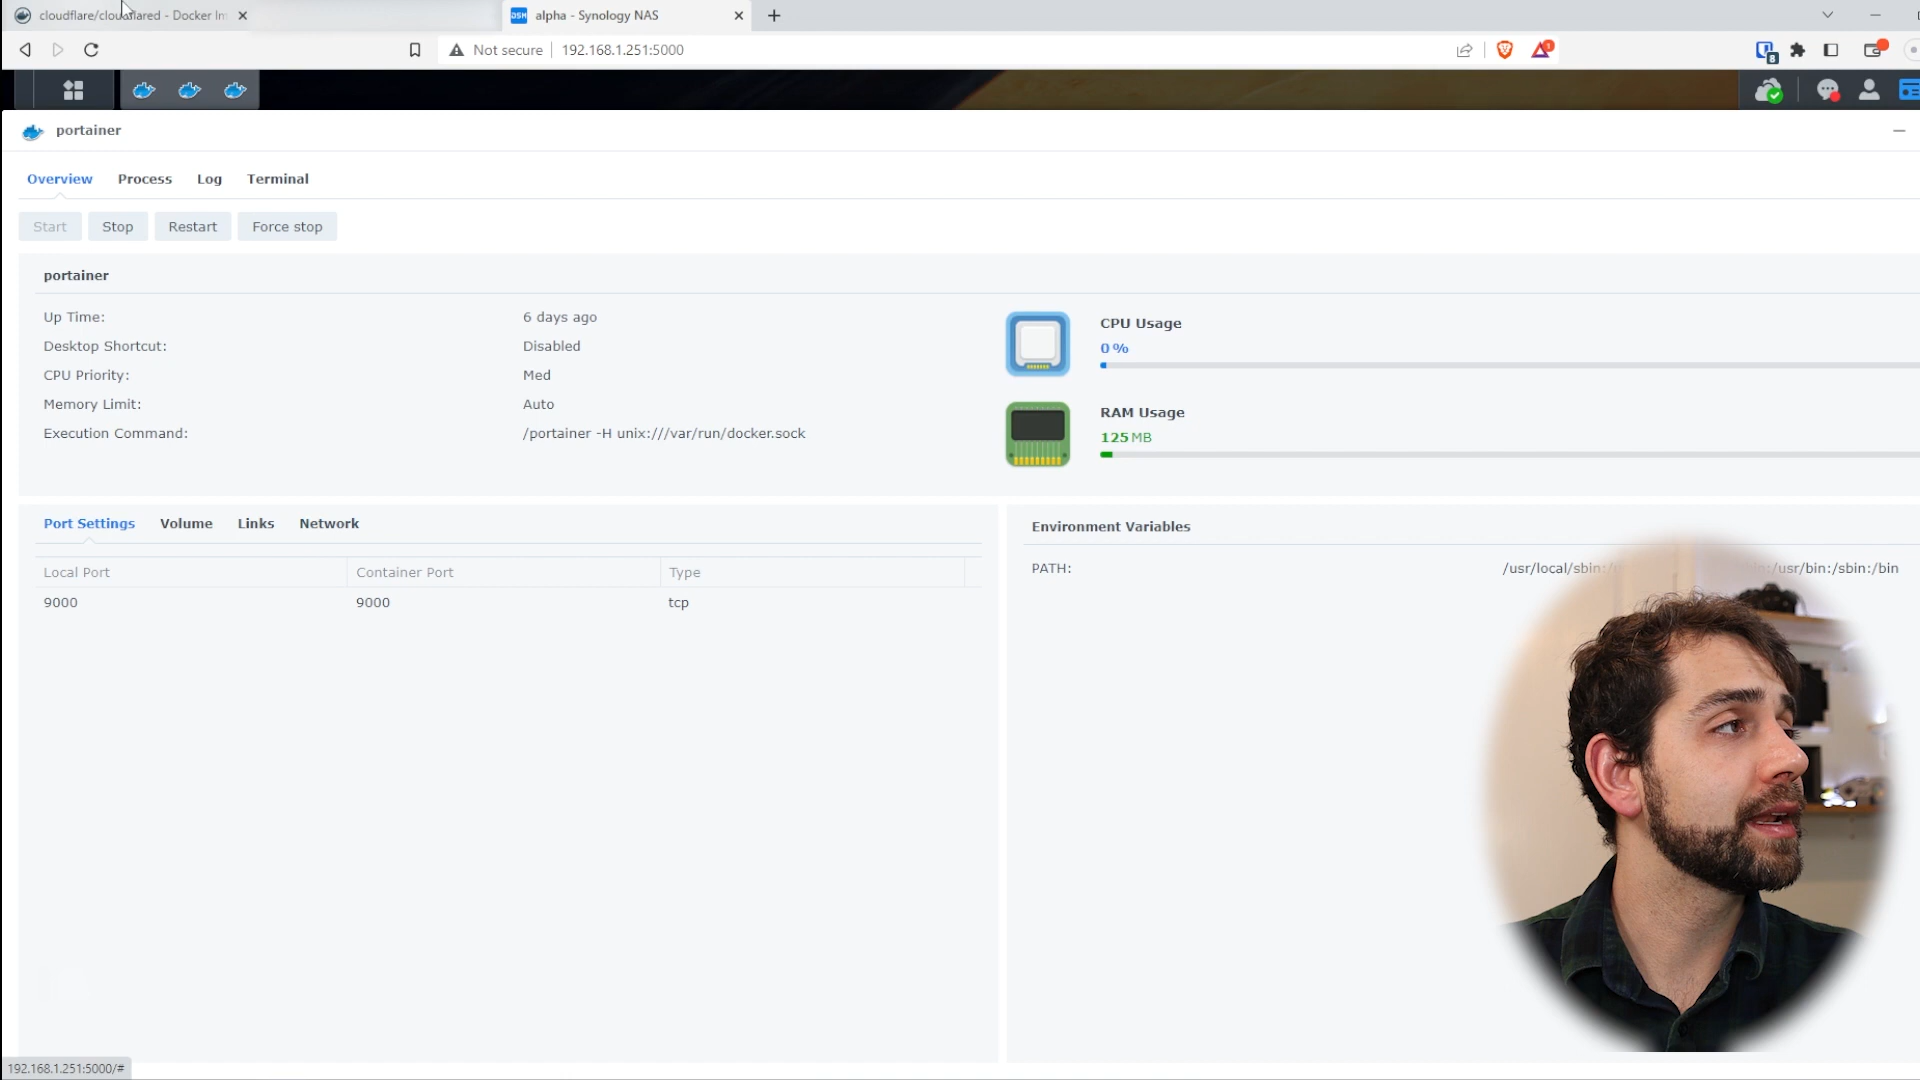 cloudflare/cloudflared - Docker Im
DSM alpha - Synology NAS
Not secure 192.168.1.251:5000
1
8
portainer
Overview Process Log Terminal
Start Stop Restart Force stop
portainer
Up Time: 6 days ago
Desktop Shortcut: Disabled
CPU Priority: Med
Memory Limit: Auto
Execution Command: /portainer -H unix:///var/run/docker.sock
CPU Usage
0 %
RAM Usage
125 MB
Port Settings Volume Links Network
Local Port Container Port Type
9000 9000 tcp
Environment Variables
PATH: /usr/local/sbin:/ :/usr/bin:/sbin:/bin
192.168.1.251:5000/#